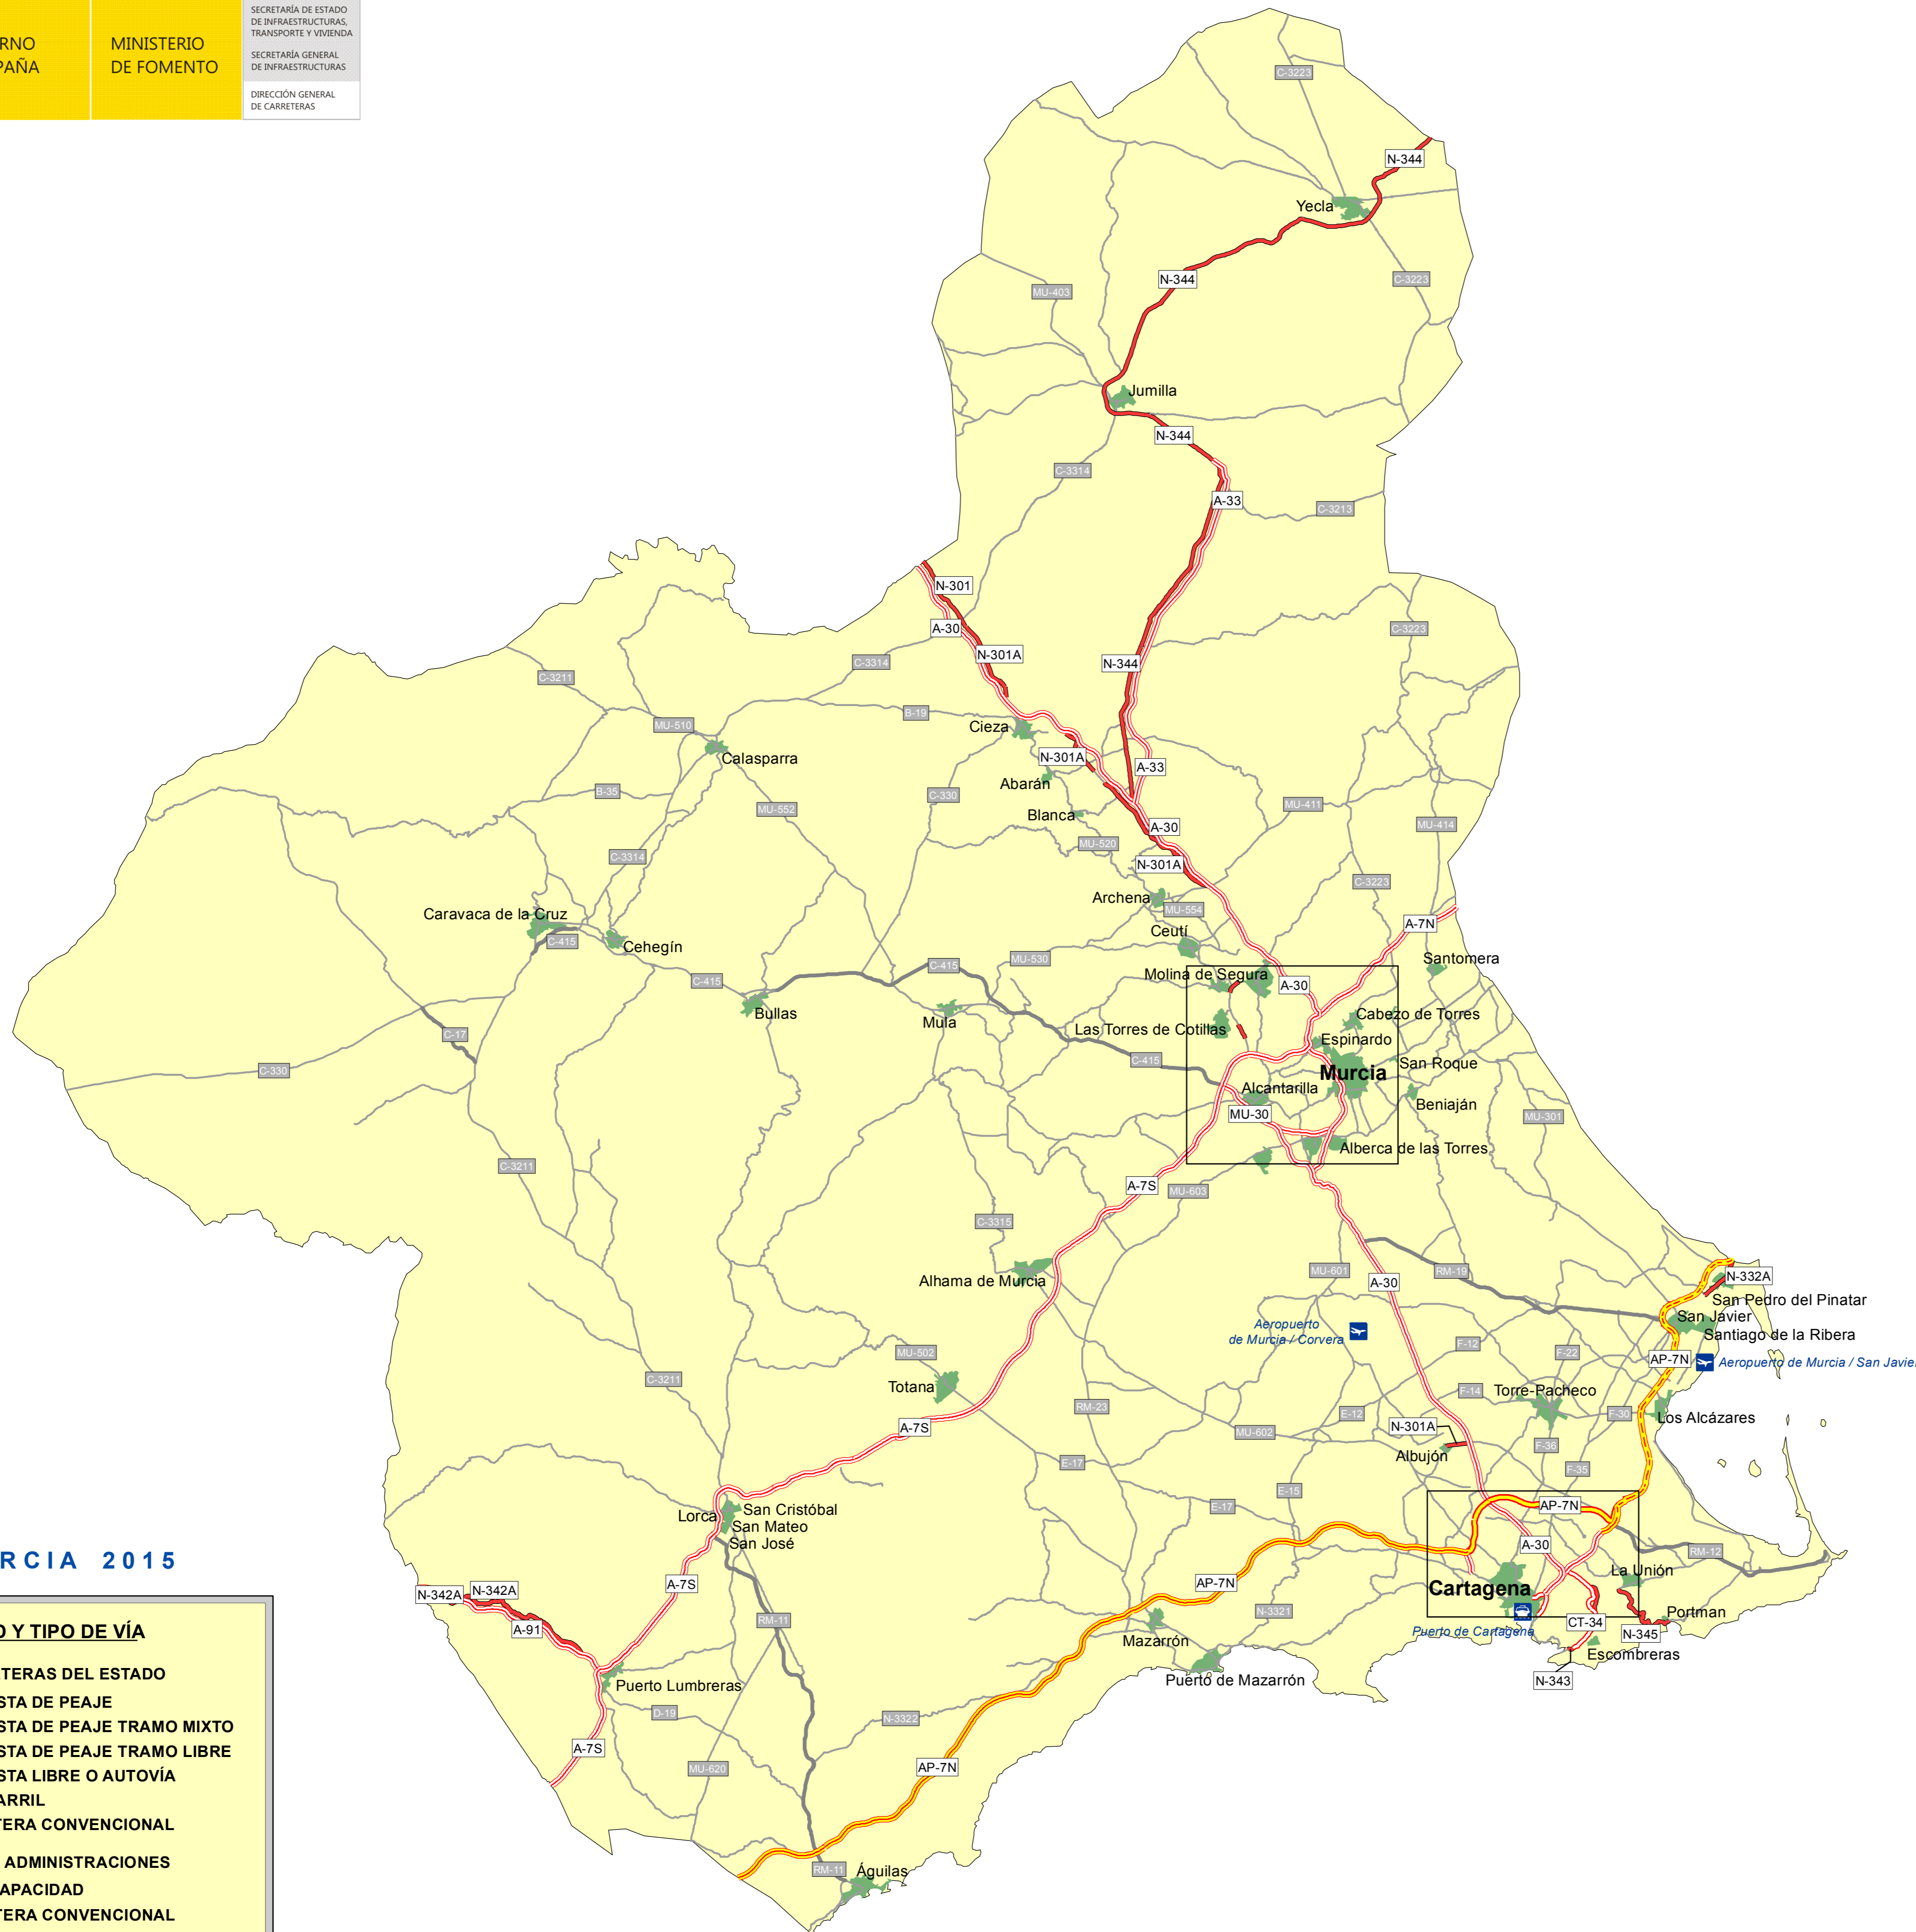 RNO
PAÑA
MINISTERIO
DE FOMENTO
SECRETARÍA DE ESTADO
DE INFRAESTRUCTURAS,
TRANSPORTE Y VIVIENDA
SECRETARÍA GENERAL
DE INFRAESTRUCTURAS
DIRECCIÓN GENERAL
DE CARRETERAS
C-3223
N-344
Yecla
N-344
C-3223
MU-403
Jumilla
N-344
C-3314
A-33
C-3213
N-301
A-30
C-3223
N-301A
C-3314
N-344
C-3211
B-19
MU-510
Cieza
Calasparra
N-301A
A-33
Abarán
B-35
C-330
MU-552
MU-411
Blanca
A-30
MU-414
MU-520
C-3314
N-301A
C-3223
Archena
MU-554
Caravaca de la Cruz
A-7N
Ceutí
C-415
Cehegín
MU-530
Santomera
C-415
C-415
Molina de Segura
A-30
Bullas
Mula
Cabezo de Torres
Las Torres de Cotillas
C-17
Espinardo
C-415
San Roque
C-330
Murcia
Alcantarilla
Beniaján
MU-30
MU-301
Alberca de las Torres
C-3211
A-7S
MU-603
C-3315
Alhama de Murcia
MU-601
RM-19
A-30
N-332A
San Pedro del Pinatar
San Javier
Aeropuerto
de Murcia / Corvera
Santiago de la Ribera
F-12
MU-502
F-22
AP-7N
Aeropuerto de Murcia / San Javier
C-3211
Totana
F-14
Torre-Pacheco
RM-23
E-12
F-30
Los Alcázares
A-7S
N-301A
MU-602
F-36
Albujón
E-17
F-35
E-15
E-17
AP-7N
San Cristóbal
Lorca
San Mateo
San José
A-30
RM-12
RCIA 2015
La Unión
A-7S
AP-7N
Cartagena
N-342A
N-342A
N-3321
Portman
RM-11
CT-34
A-91
Puerto de Cartagena
N-345
Mazarrón
Escombreras
Puerto de Mazarrón
N-343
Puerto Lumbreras
D-19
N-3322
A-7S
MU-620
AP-7N
RM-11
Águilas
O Y TIPO DE VÍA
TERAS DEL ESTADO
STA DE PEAJE
STA DE PEAJE TRAMO MIXTO
STA DE PEAJE TRAMO LIBRE
STA LIBRE O AUTOVÍA
ARRIL
TERA CONVENCIONAL
ADMINISTRACIONES
APACIDAD
TERA CONVENCIONAL